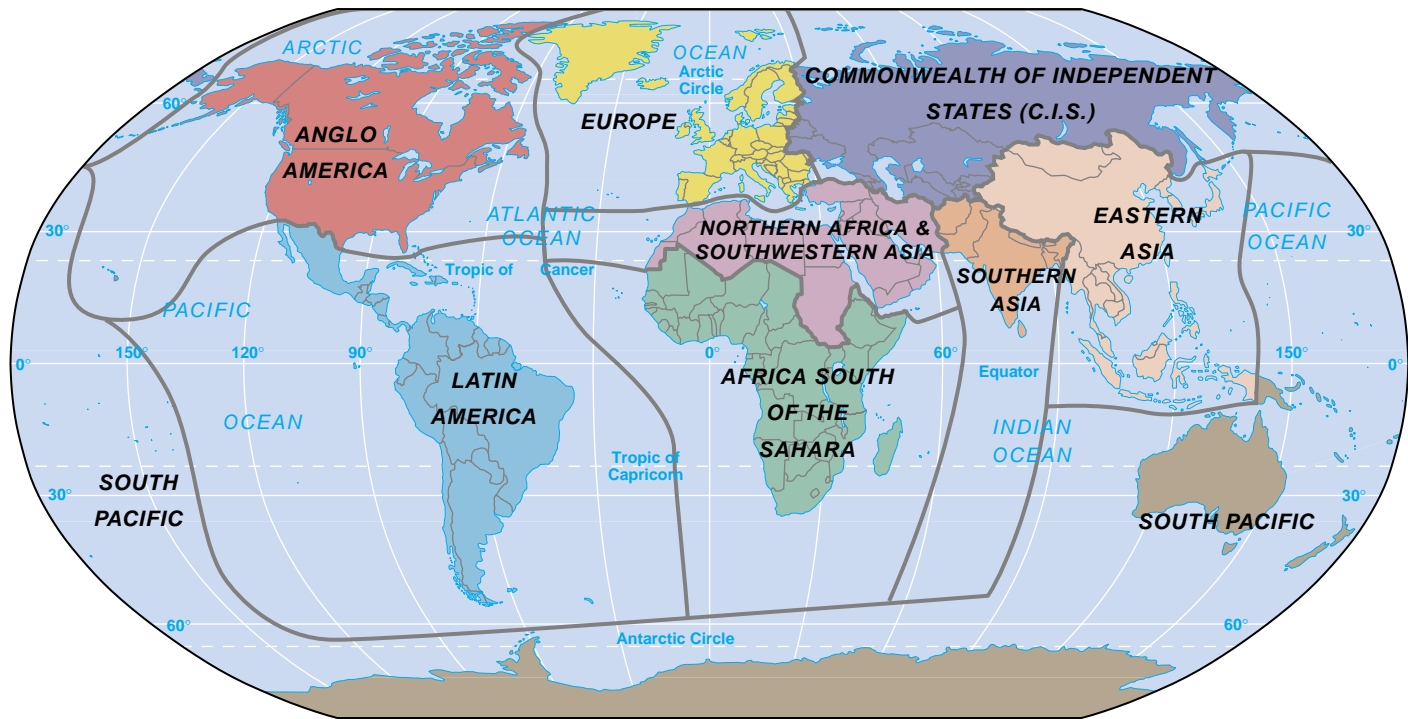 ARCTIC
OCEAN
Arctic
Circle
COMMONWEALTH OF INDEPENDENT
STATES (C.I.S.)
60°
ANGLO
AMERICA
EUROPE
60°
ATLANTIC
OCEAN
NORTHERN AFRICA &
SOUTHWESTERN ASIA
EASTERN
ASIA
PACIFIC
OCEAN
30°
30°
Tropic of Cancer
SOUTHERN
ASIA
PACIFIC
0°
150°
120°
90°
0°
60°
Equator
150°
0°
LATIN
AMERICA
AFRICA SOUTH
OF THE
SAHARA
OCEAN
INDIAN
OCEAN
Tropic of
Capricorn
SOUTH
PACIFIC
30°
30°
SOUTH PACIFIC
60°
Antarctic Circle
60°